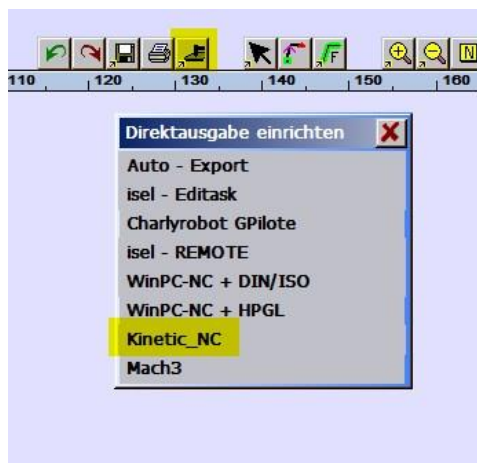 F N
110 120 130 140 150 160
Direktausgabe einrichten
Auto - Export
isel - Editask
Charlyrobot GPilote
isel - REMOTE
WinPC-NC + DIN/ISO
WinPC-NC + HPGL
Kinetic_NC
Mach3